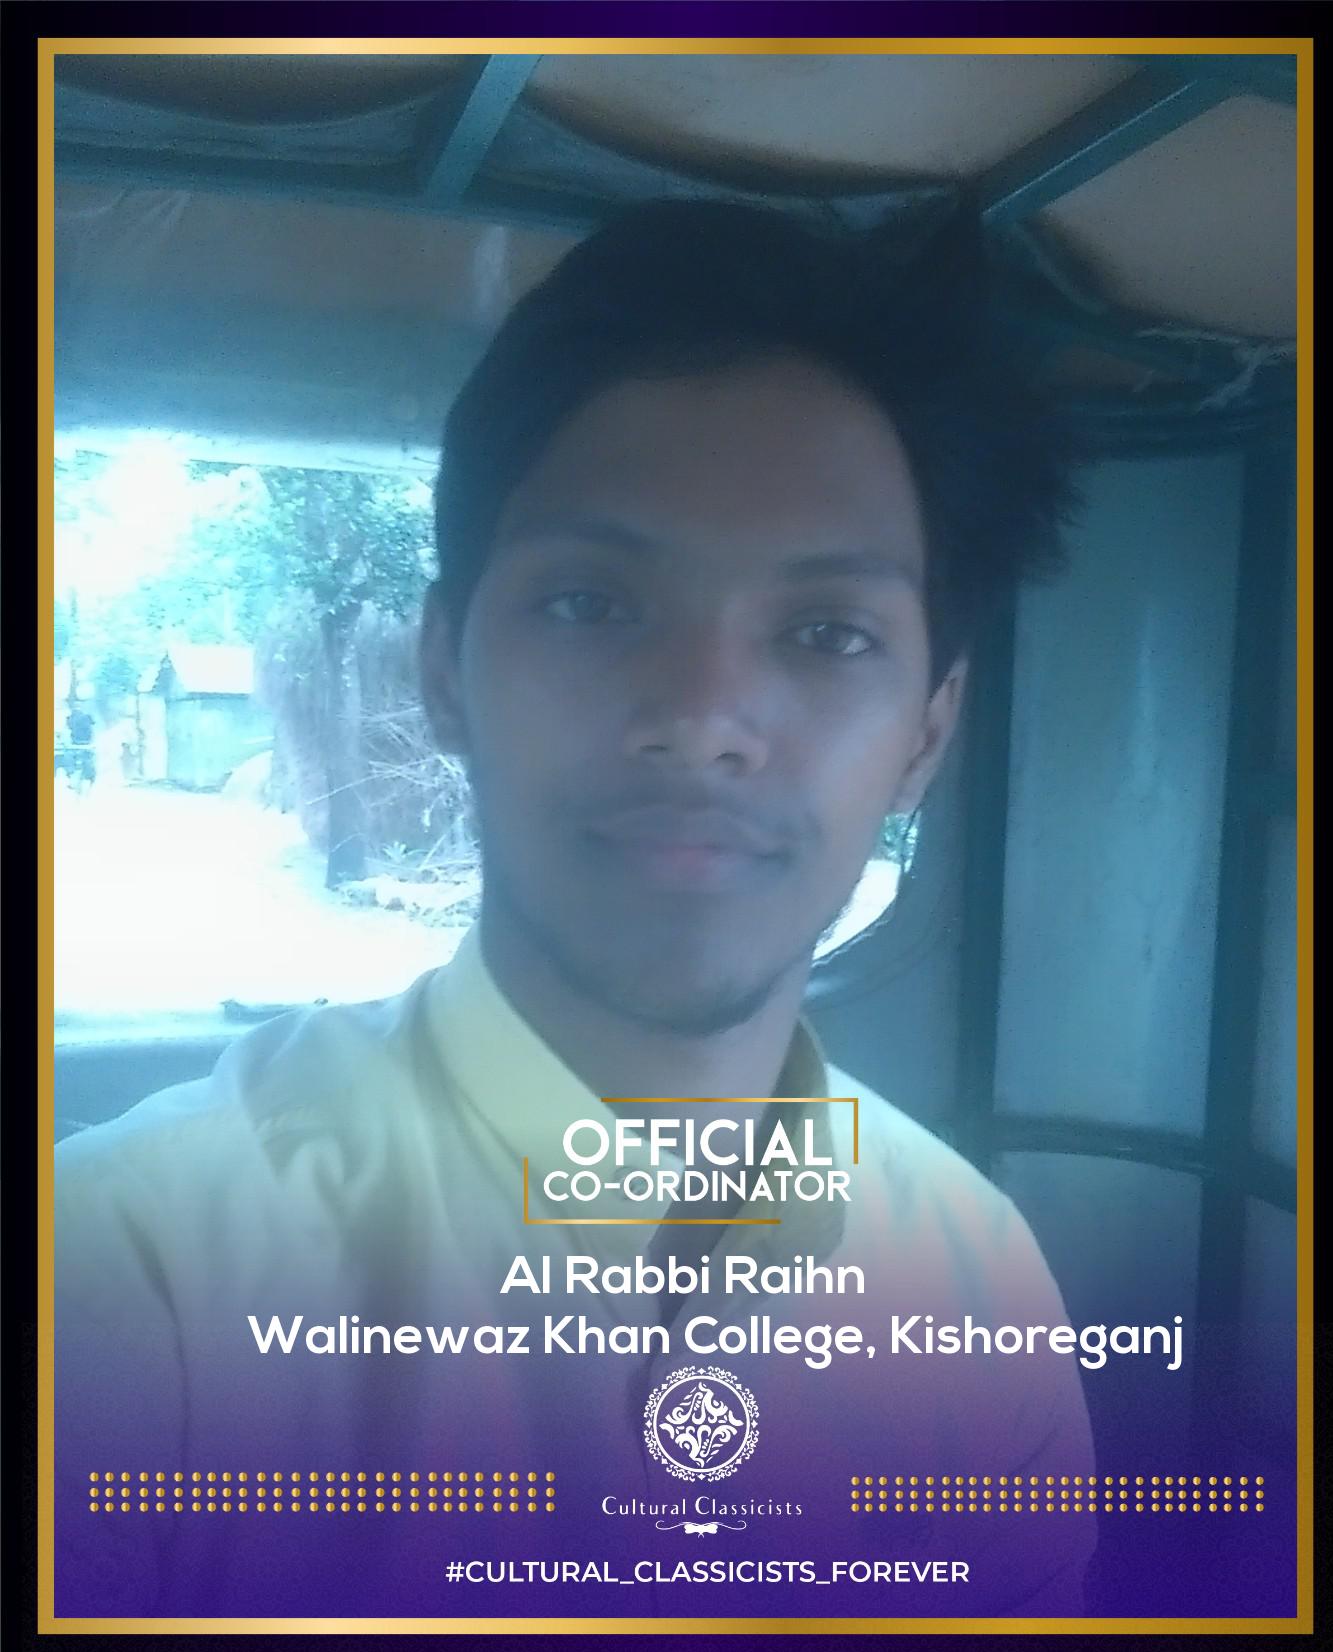 OFFICIAL
CO-ORDINATOR
Al Rabbi Raihn
Walinewaz Khan College, Kishoreganj
Cultural Classicists
#CULTURAL_CLASSICISTS_FOREVER